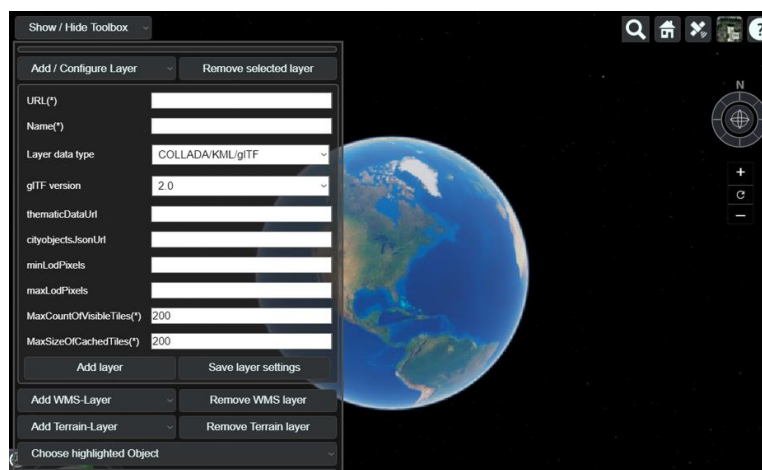 Show / Hide Toolbox
Add / Configure Layer Remove selected layer
URL(*)
Name(*)
Layer data type COLLADA/KML/glTF
glTF version 2.0
thematicDataUrl
cityobjectsJsonUrl
minLodPixels
maxLodPixels
MaxCountOfVisibleTiles(*) 200
MaxSizeOfCachedTiles(*) 200
Add layer Save layer settings
Add WMS-Layer Remove WMS layer
Add Terrain-Layer Remove Terrain layer
Choose highlighted Object
?
N
+
−